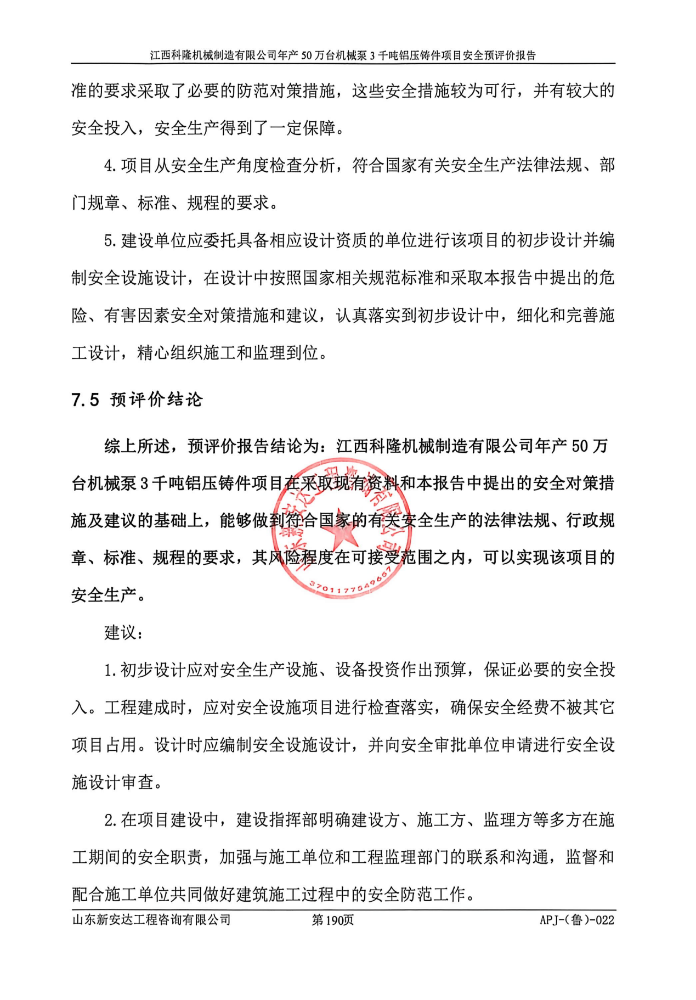 江西科隆机械制造有限公司年产 50 万台机械泵 3 千吨铝压铸件项目安全预评价报告
准的要求采取了必要的防范对策措施，这些安全措施较为可行，并有较大的
安全投入，安全生产得到了一定保障。
4. 项目从安全生产角度检查分析，符合国家有关安全生产法律法规、部
门规章、标准、规程的要求。
5. 建设单位应委托具备相应设计资质的单位进行该项目的初步设计并编
制安全设施设计，在设计中按照国家相关规范标准和采取本报告中提出的危
险、有害因素安全对策措施和建议，认真落实到初步设计中，细化和完善施
工设计，精心组织施工和监理到位。
7.5 预评价结论
综上所述，预评价报告结论为：江西科隆机械制造有限公司年产 50 万
台机械泵 3 千吨铝压铸件项目在采取现有资料和本报告中提出的安全对策措
施及建议的基础上，能够做到符合国家的有关安全生产的法律法规、行政规
章、标准、规程的要求，其风险程度在可接受范围之内，可以实现该项目的
安全生产。
山东新安达工程咨询有限公司
3701177549657
建议：
1. 初步设计应对安全生产设施、设备投资作出预算，保证必要的安全投
入。工程建成时，应对安全设施项目进行检查落实，确保安全经费不被其它
项目占用。设计时应编制安全设施设计，并向安全审批单位申请进行安全设
施设计审查。
2. 在项目建设中，建设指挥部明确建设方、施工方、监理方等多方在施
工期间的安全职责，加强与施工单位和工程监理部门的联系和沟通，监督和
配合施工单位共同做好建筑施工过程中的安全防范工作。
山东新安达工程咨询有限公司 第 190页 APJ-(鲁)-022